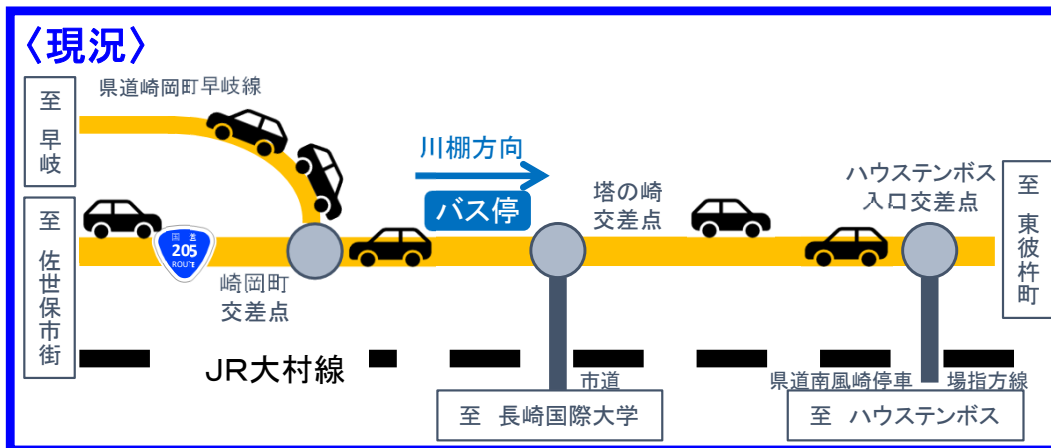 〈現況〉
県道崎岡町早岐線
至 早岐
川棚方向
バス停
塔の崎
交差点
ハウステンボス
入口交差点
至 東彼杵町
至 佐世保市街
国道
205
ROUTE
崎岡町
交差点
JR大村線
市道
県道南風崎停車場指方線
至 長崎国際大学
至 ハウステンボス